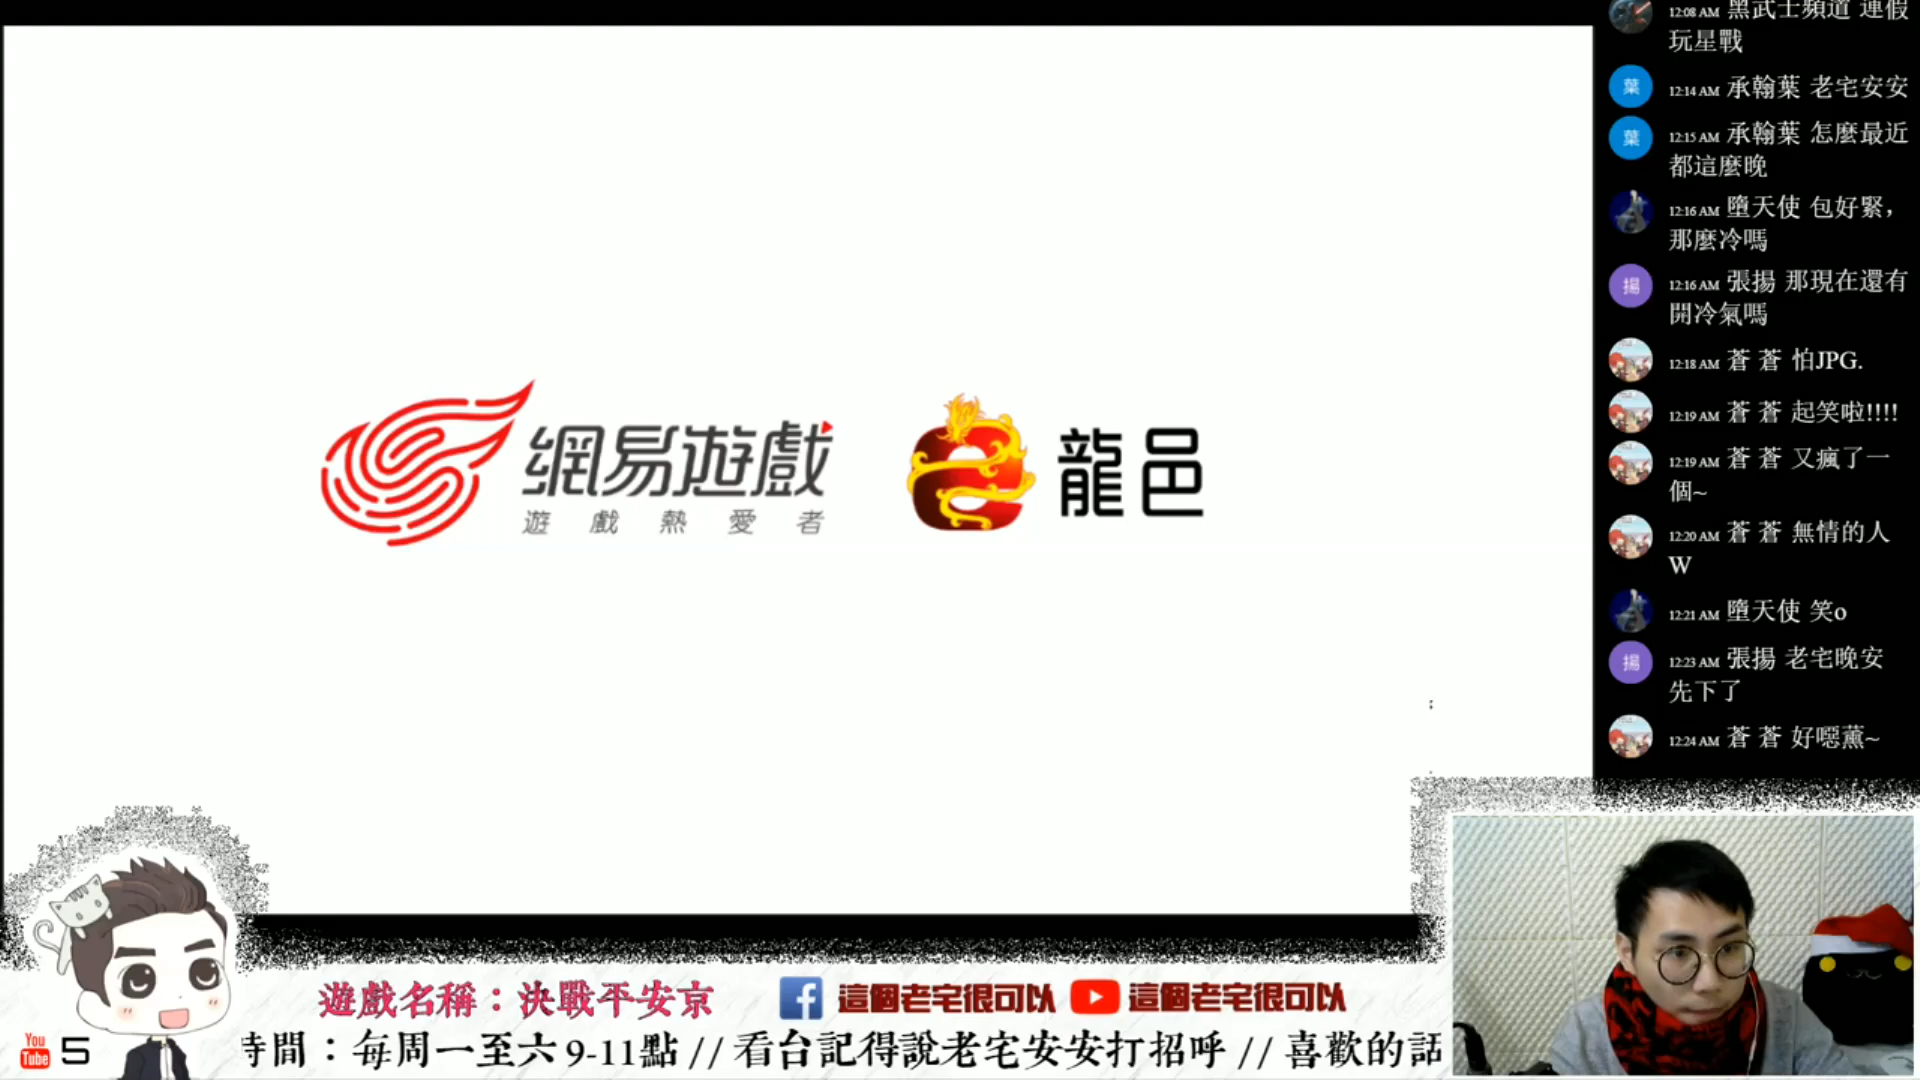 網易遊戲
遊戲熱愛者
龍邑
12:08 AM 黑武士頻道 連假
玩星戰
葉
12:14 AM 承翰葉 老宅安安
葉
12:15 AM 承翰葉 怎麼最近
都這麼晚
12:16 AM 墮天使 包好緊,
那麼冷嗎
揚
12:16 AM 張揚 那現在還有
開冷氣嗎
12:18 AM 蒼 蒼 怕JPG.
12:19 AM 蒼 蒼 起笑啦!!!!
12:19 AM 蒼 蒼 又瘋了一
個~
12:20 AM 蒼 蒼 無情的人
W
12:21 AM 墮天使 笑o
揚
12:23 AM 張揚 老宅晚安
先下了
12:24 AM 蒼 蒼 好噁薰~
遊戲名稱：決戰平安京
這個老宅很可以
這個老宅很可以
You Tube 5
時間：每周一至六 9-11點 // 看台記得說老宅安安打招呼 // 喜歡的話